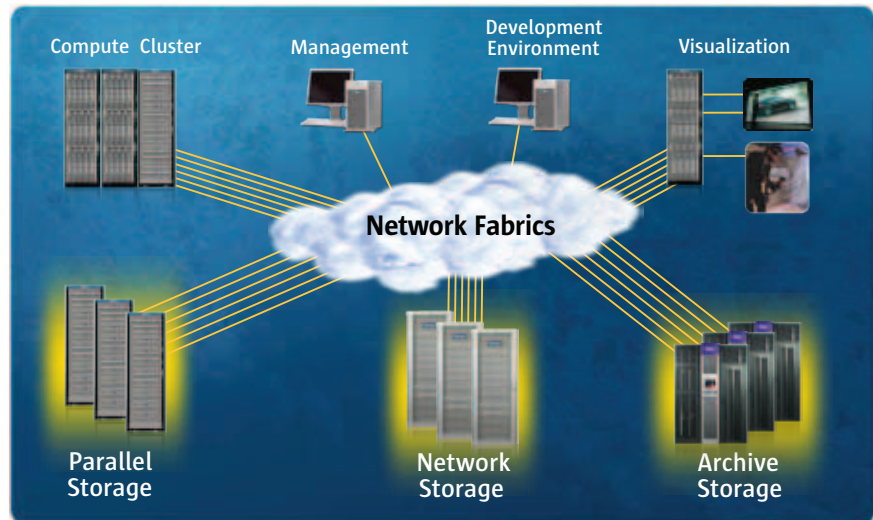 Compute Cluster
Management
Development
Environment
Visualization
Network Fabrics
Parallel
Storage
Network
Storage
Archive
Storage